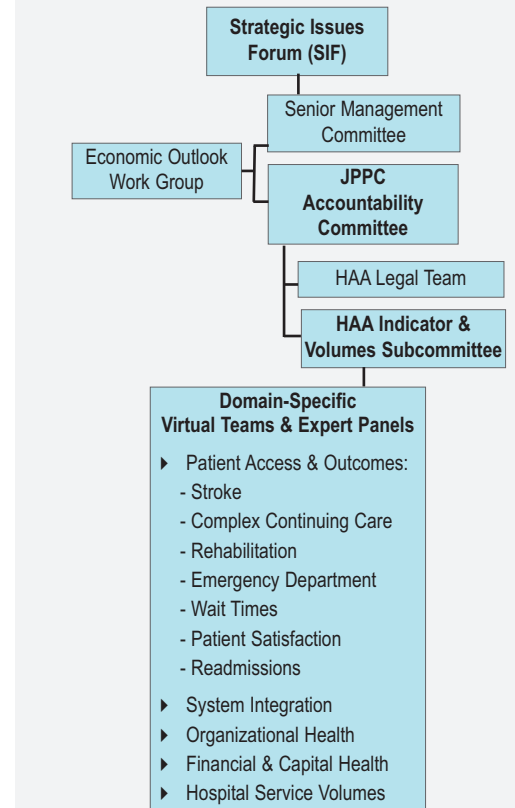 Strategic Issues
Forum (SIF)
Senior Management
Committee
Economic Outlook
Work Group
JPPC
Accountability
Committee
HAA Legal Team
HAA Indicator &
Volumes Subcommittee
Domain-Specific
Virtual Teams & Expert Panels
Patient Access & Outcomes:
- Stroke
- Complex Continuing Care
- Rehabilitation
- Emergency Department
- Wait Times
- Patient Satisfaction
- Readmissions
System Integration
Organizational Health
Financial & Capital Health
Hospital Service Volumes